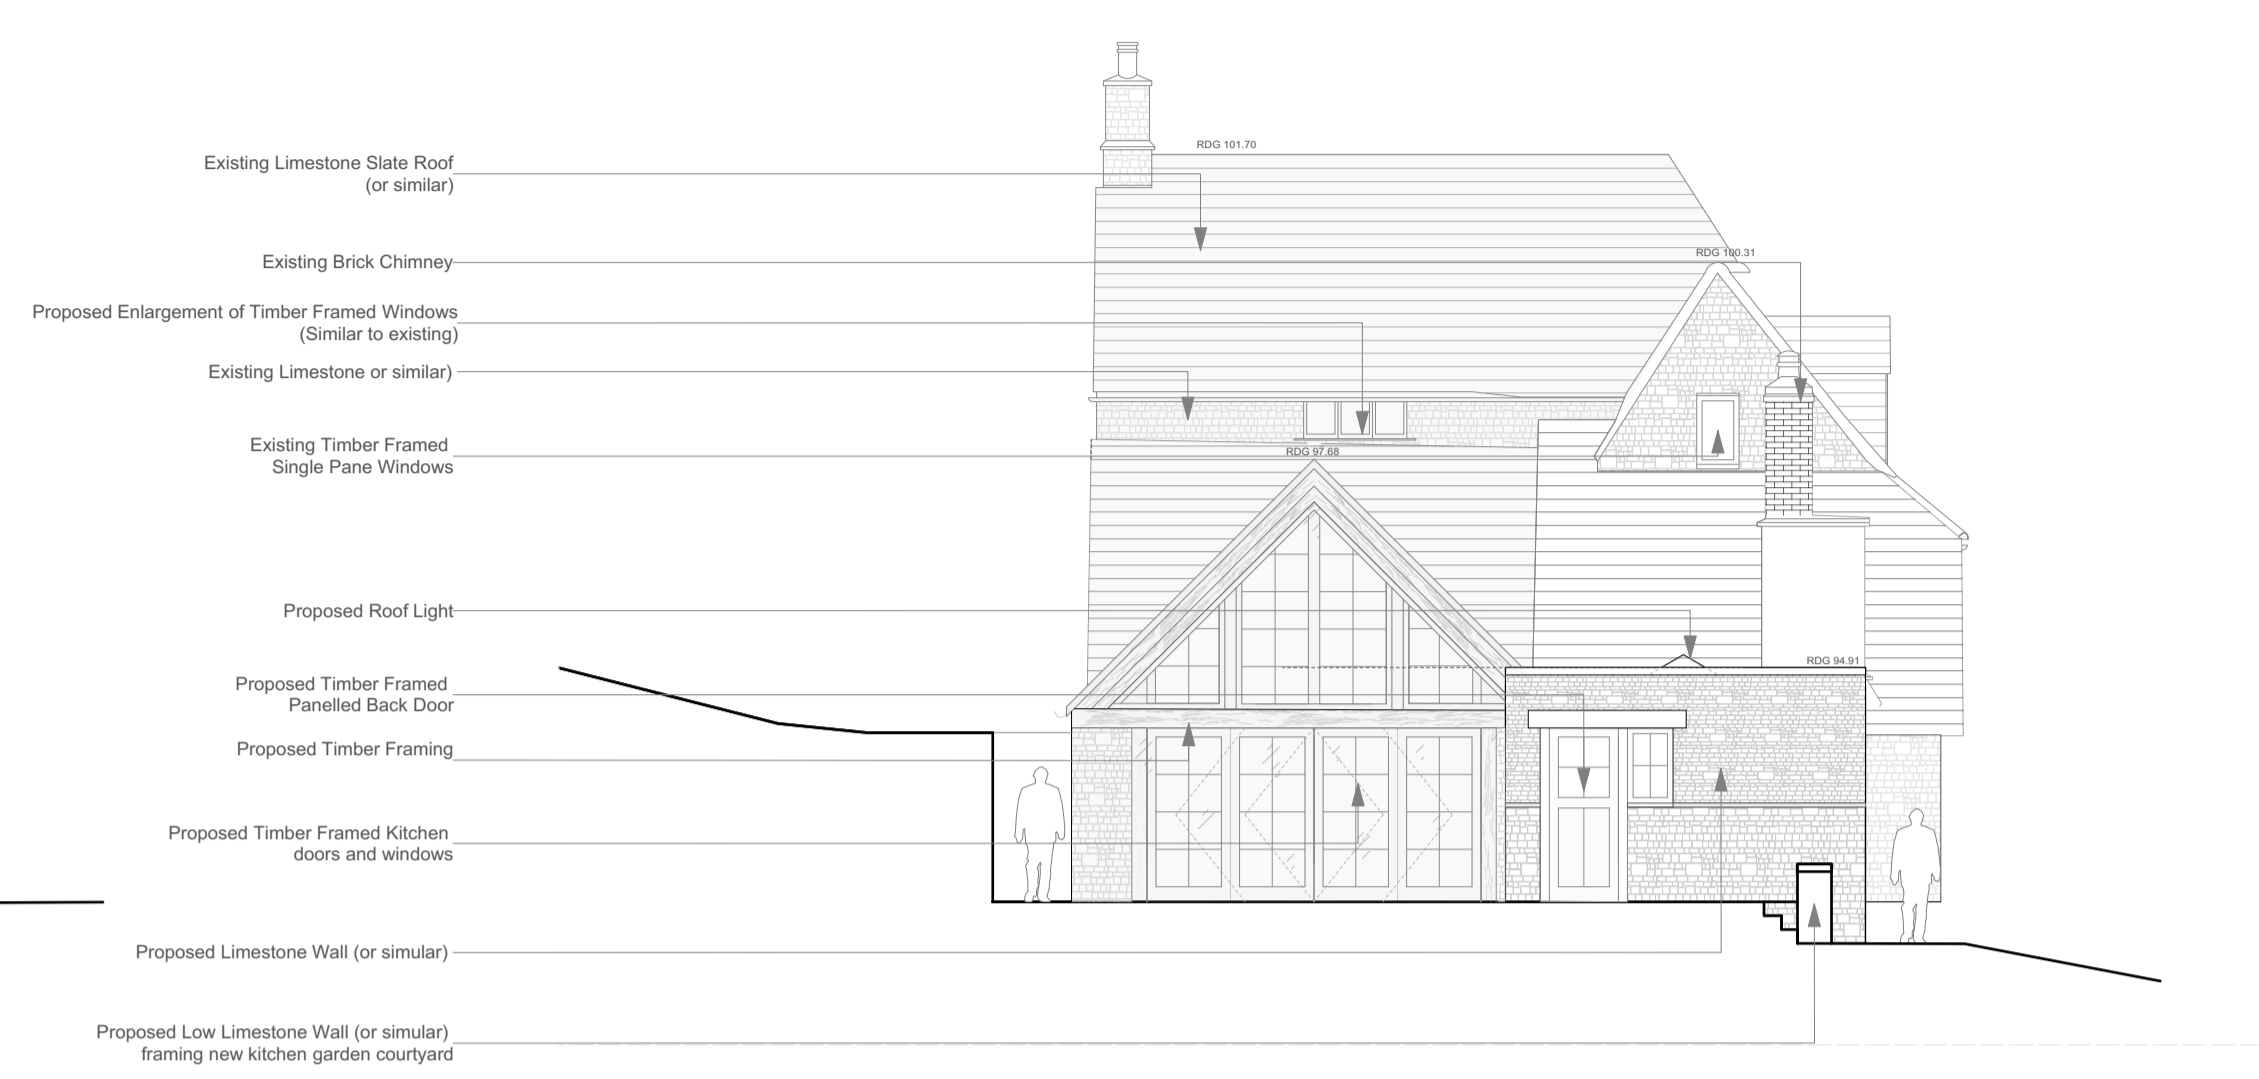 RDG 101.70
Existing Limestone Slate Roof
(or similar)
RDG 100.31
Existing Brick Chimney
Proposed Enlargement of Timber Framed Windows
(Similar to existing)
Existing Limestone or similar)
Existing Timber Framed
Single Pane Windows
RDG 97.68
Proposed Roof Light
RDG 94.91
Proposed Timber Framed
Panelled Back Door
Proposed Timber Framing
Proposed Timber Framed Kitchen
doors and windows
Proposed Limestone Wall (or simular)
Proposed Low Limestone Wall (or simular)
framing new kitchen garden courtyard